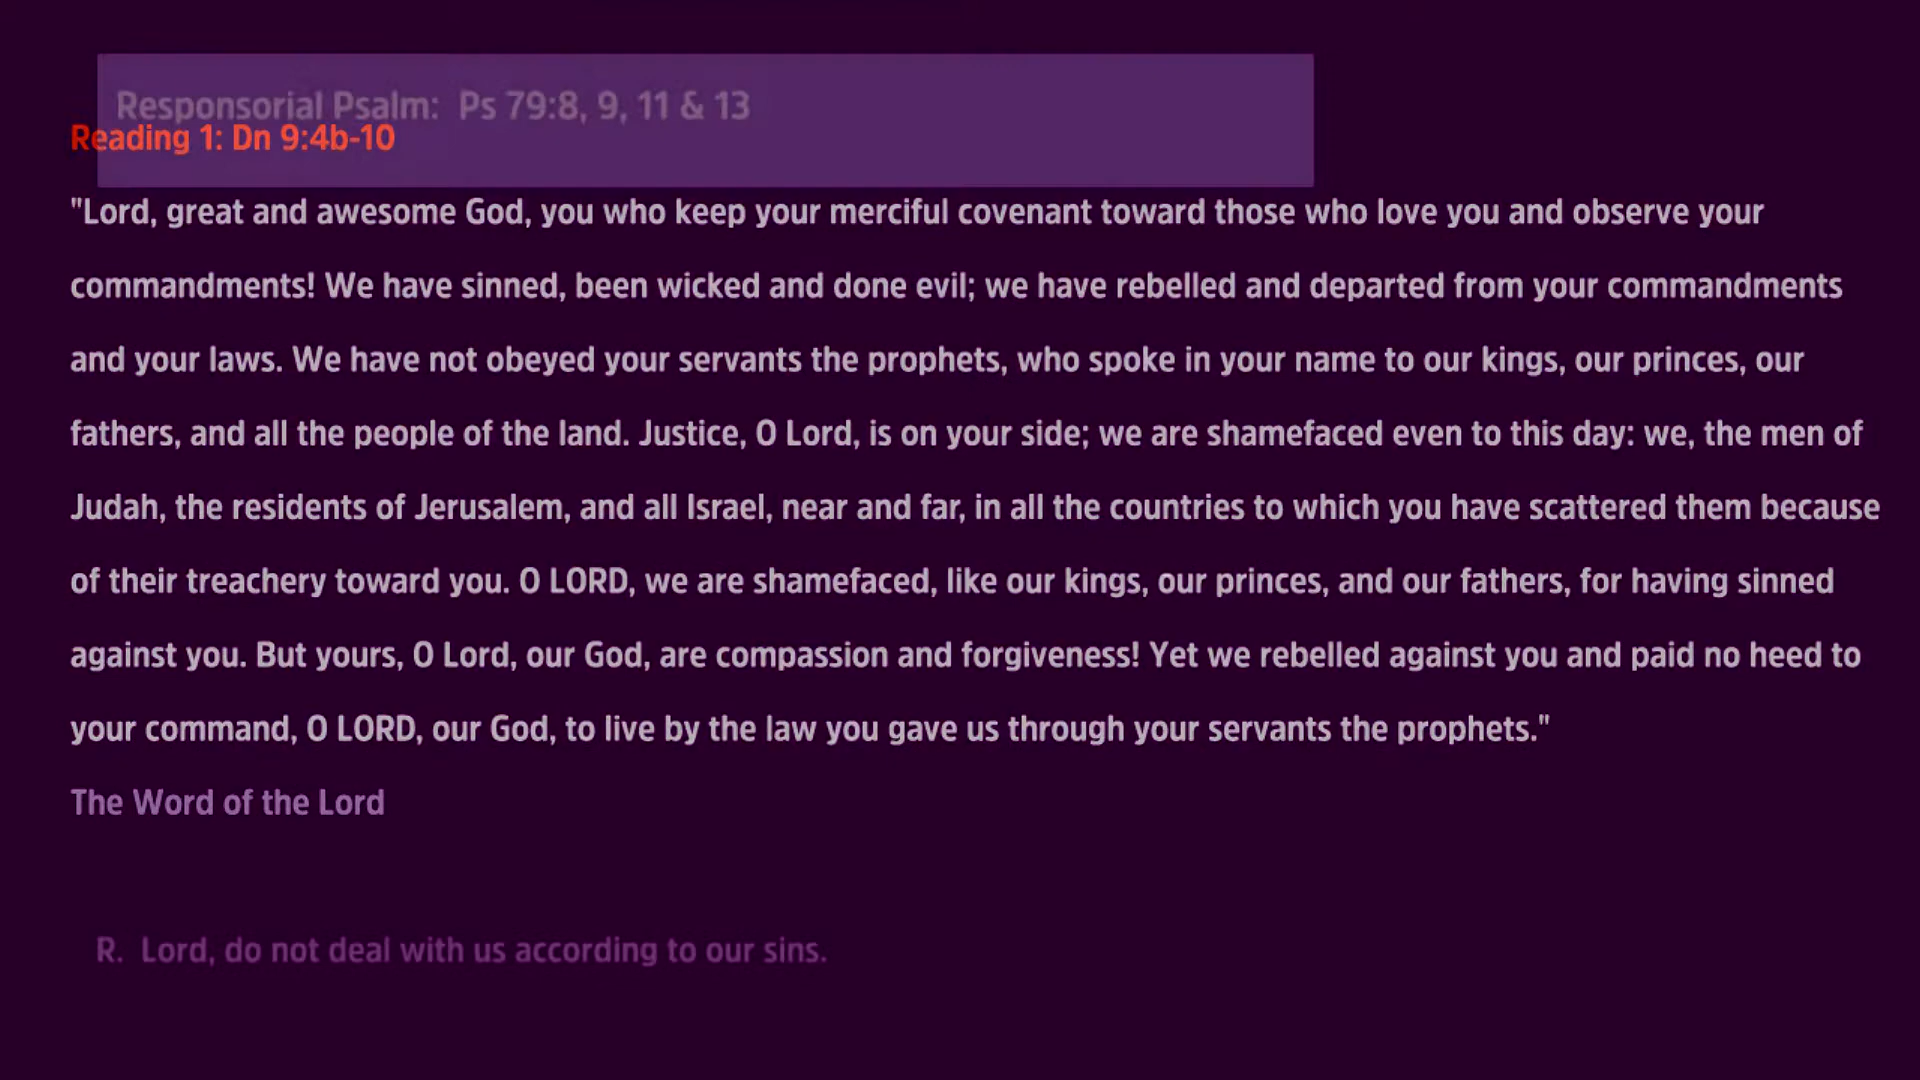 Responsorial Psalm:  Ps 79:8, 9, 11 & 13
Reading 1: Dn 9:4b-10
"Lord, great and awesome God, you who keep your merciful covenant toward those who love you and observe your
commandments! We have sinned, been wicked and done evil; we have rebelled and departed from your commandments
and your laws. We have not obeyed your servants the prophets, who spoke in your name to our kings, our princes, our
fathers, and all the people of the land. Justice, O Lord, is on your side; we are shamefaced even to this day: we, the men of
Judah, the residents of Jerusalem, and all Israel, near and far, in all the countries to which you have scattered them because
of their treachery toward you. O LORD, we are shamefaced, like our kings, our princes, and our fathers, for having sinned
against you. But yours, O Lord, our God, are compassion and forgiveness! Yet we rebelled against you and paid no heed to
your command, O LORD, our God, to live by the law you gave us through your servants the prophets."
The Word of the Lord
R.  Lord, do not deal with us according to our sins.